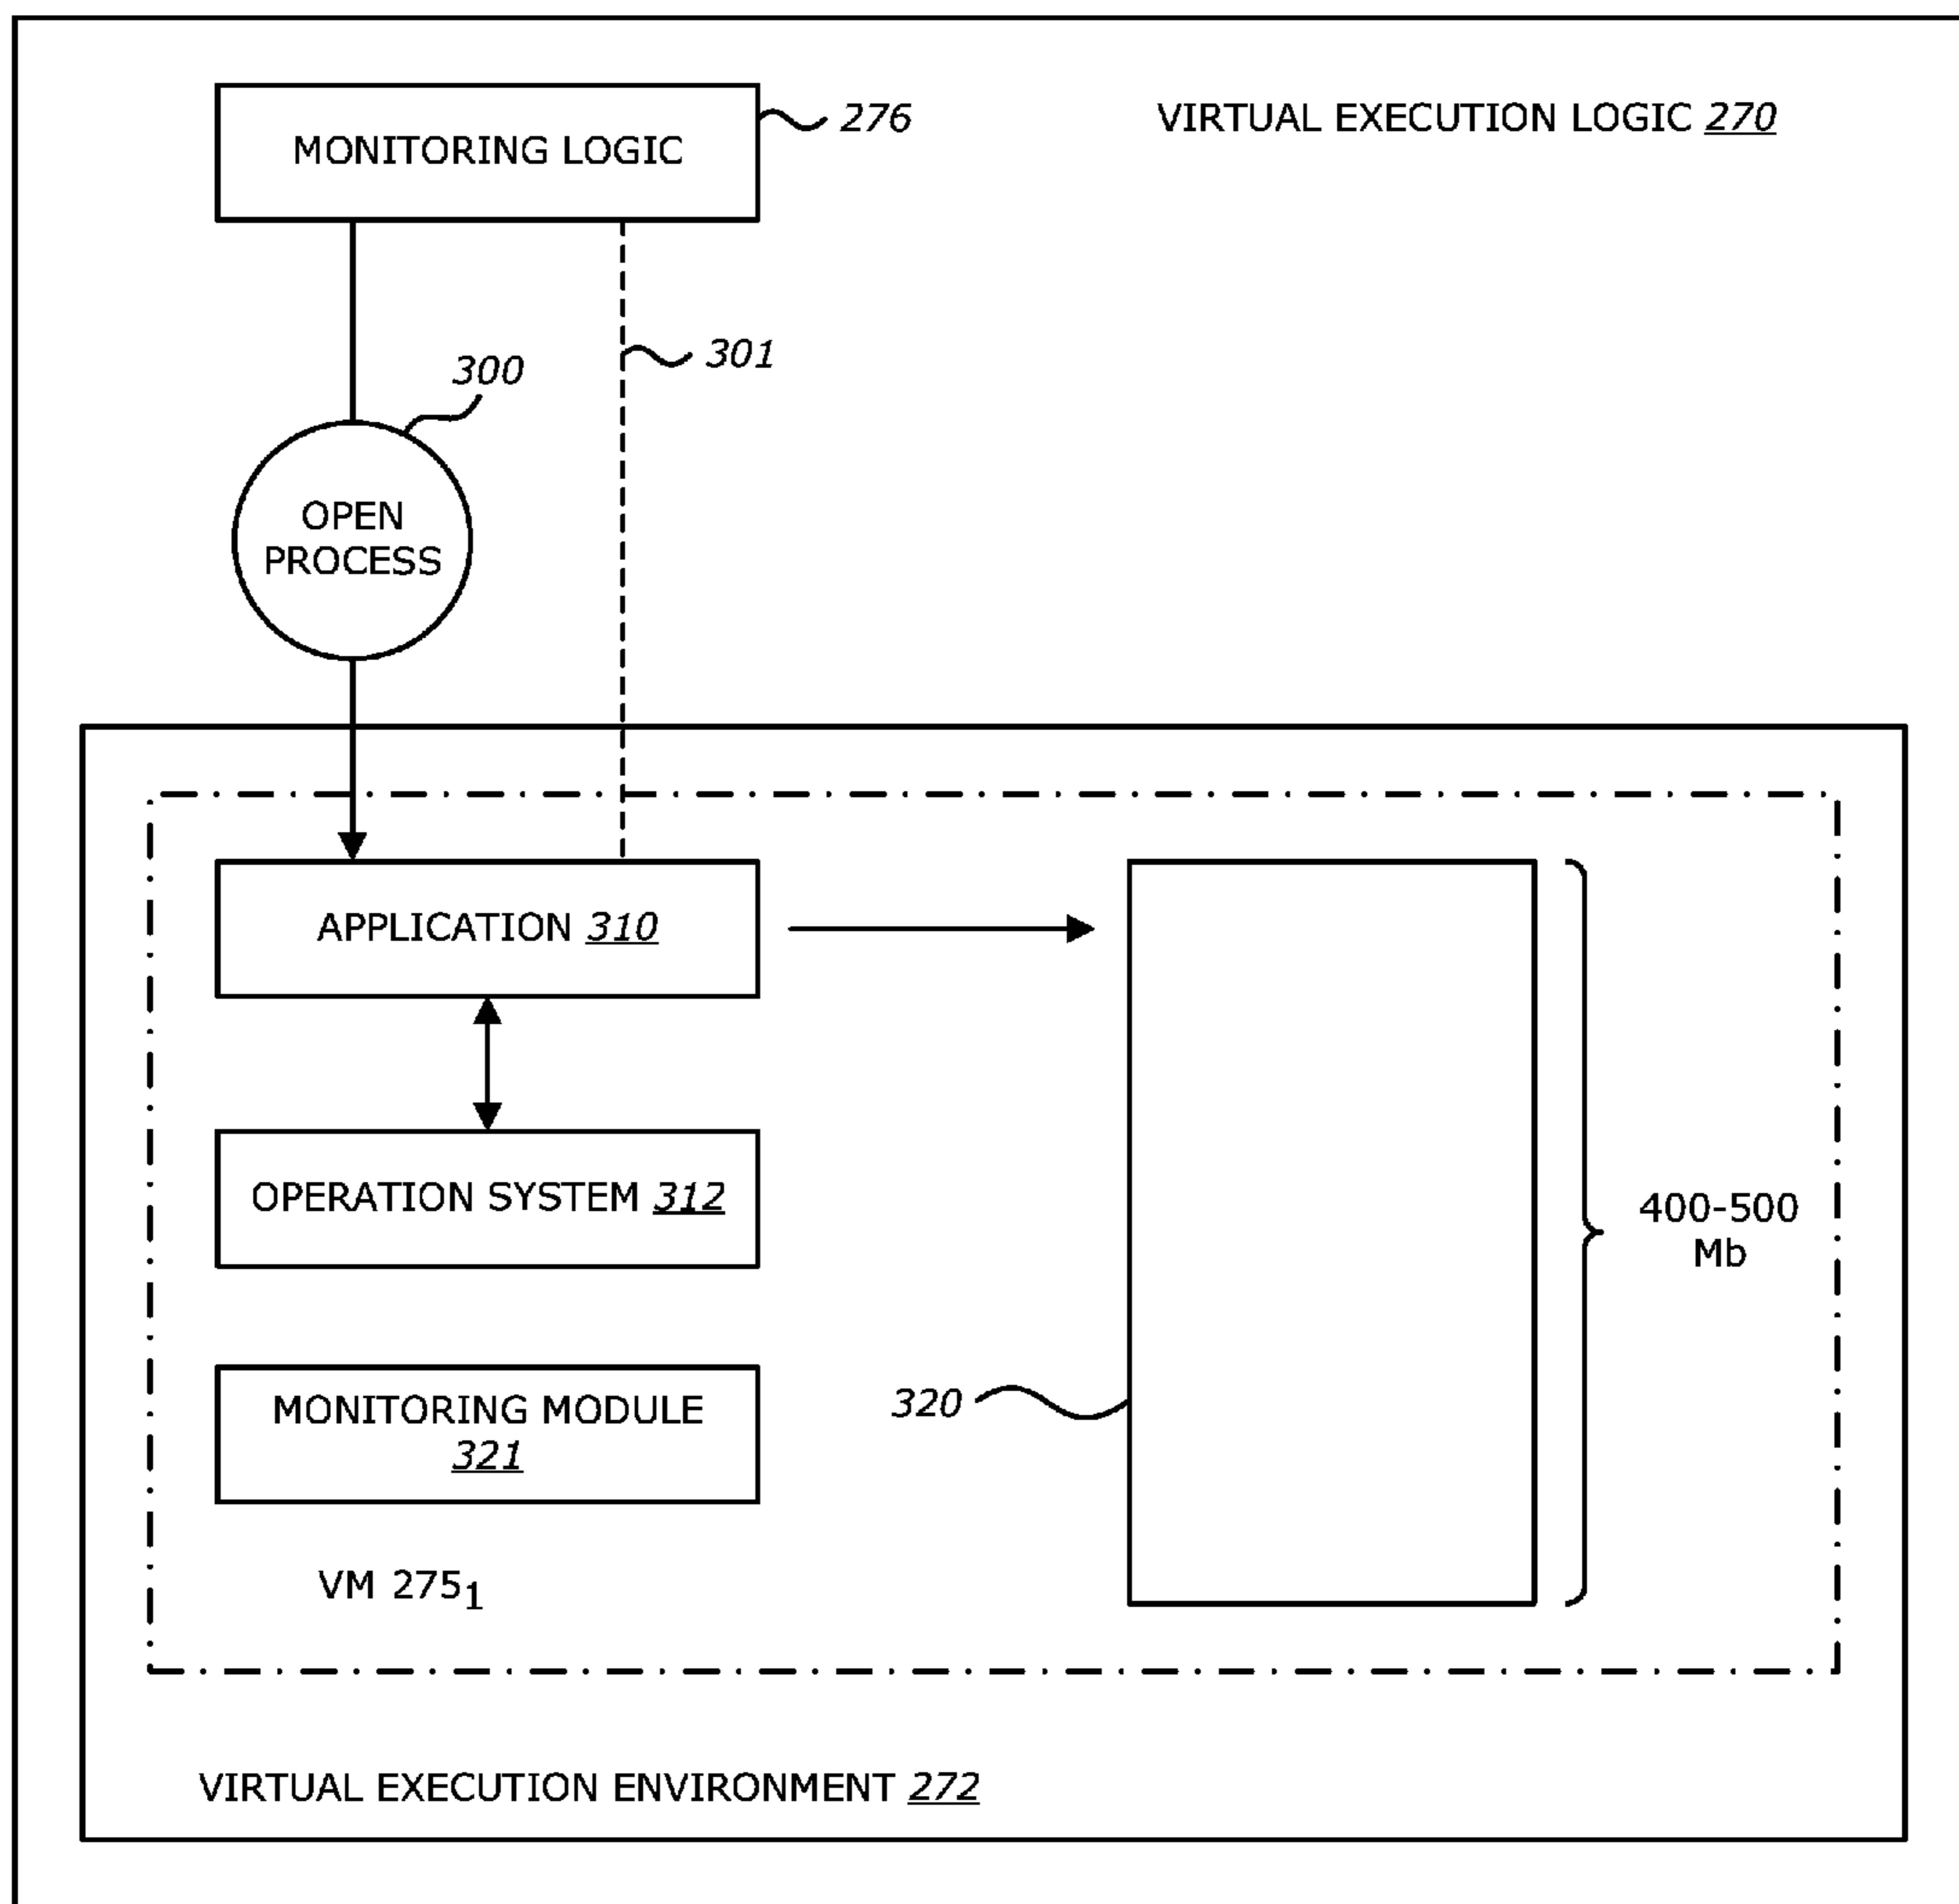 MONITORING LOGIC
276
VIRTUAL EXECUTION LOGIC 270
300
301
OPEN
PROCESS
APPLICATION 310
OPERATION SYSTEM 312
400-500
Mb
MONITORING MODULE
321
320
VM 275₁
VIRTUAL EXECUTION ENVIRONMENT 272